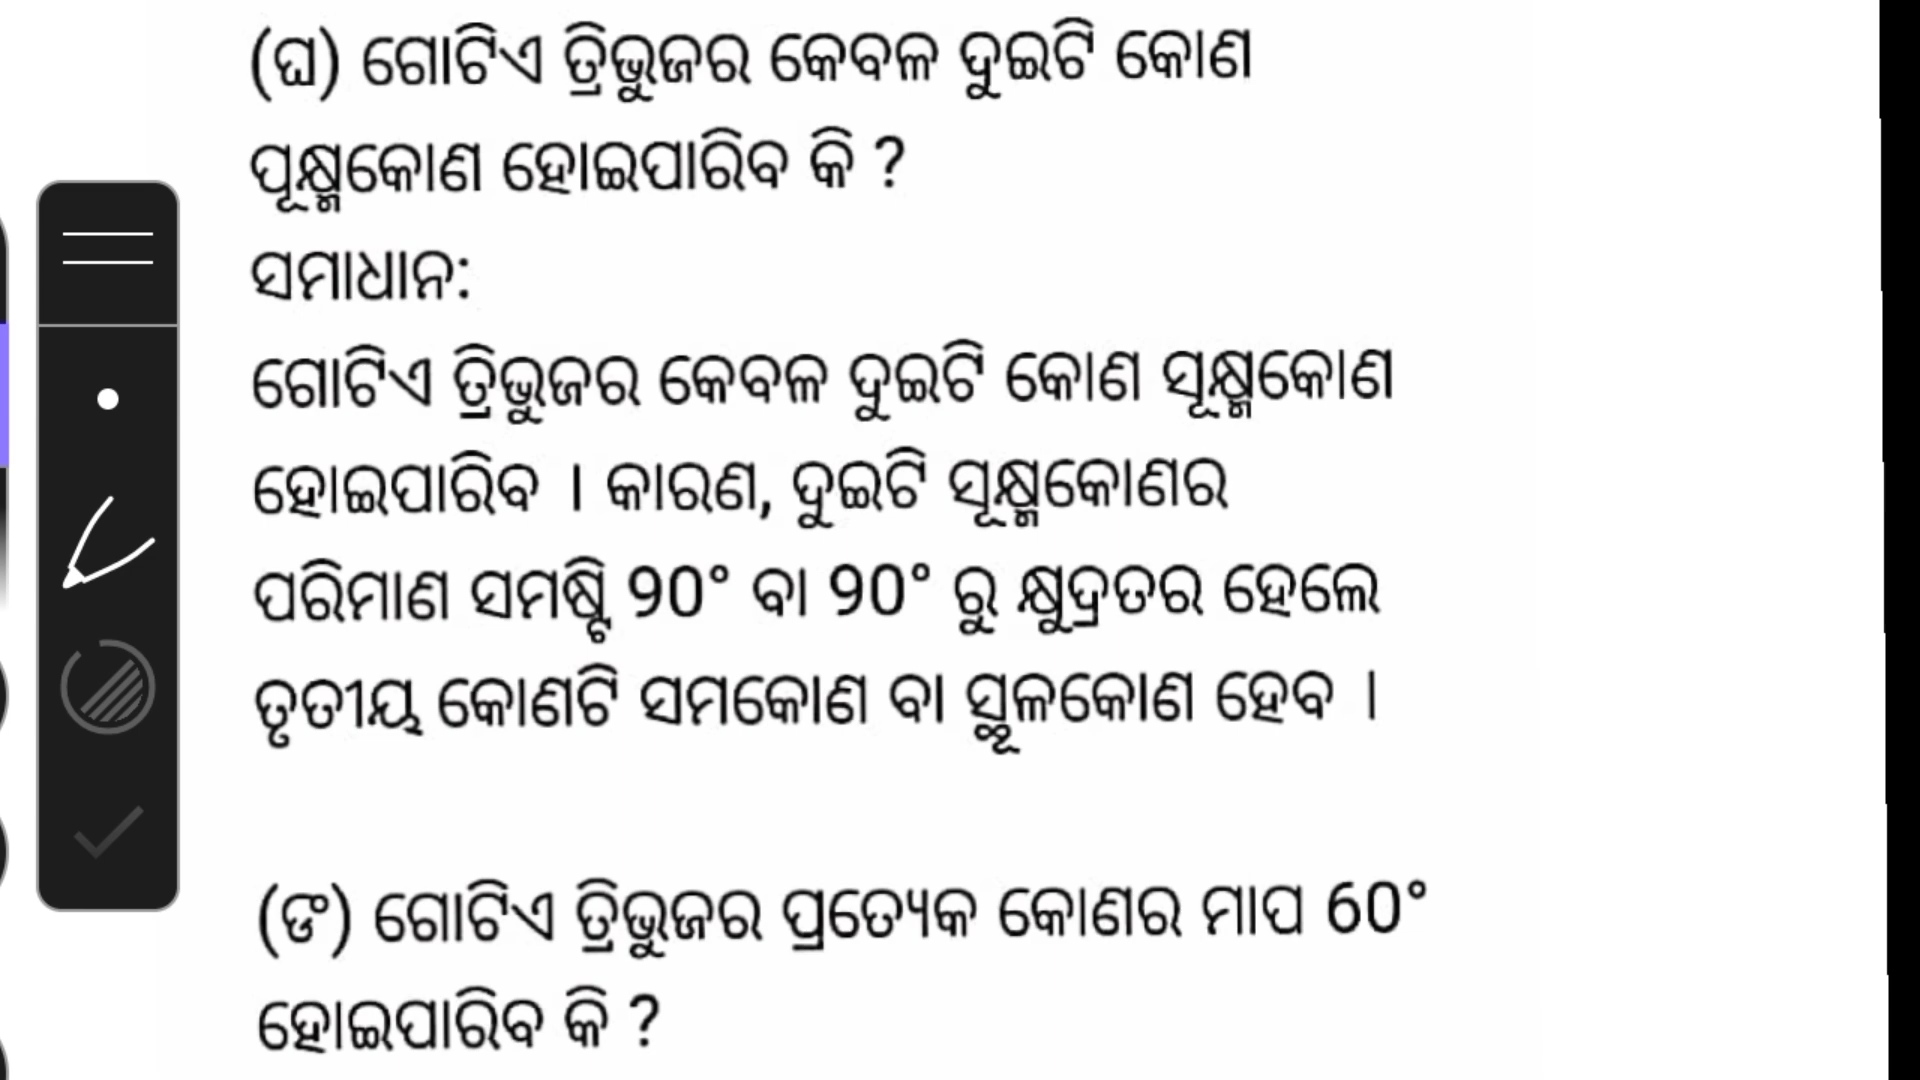 (ଘ) ଗୋଟିଏ ତ୍ରିଭୁଜର କେବଳ ଦୁଇଟି କୋଣ
ପୂକ୍ଷ୍ମକୋଣ ହୋଇପାରିବ କି ?
ସମାଧାନ:
ଗୋଟିଏ ତ୍ରିଭୁଜର କେବଳ ଦୁଇଟି କୋଣ ସୂକ୍ଷ୍ମକୋଣ
ହୋଇପାରିବ । କାରଣ, ଦୁଇଟି ସୂକ୍ଷ୍ମକୋଣର
ପରିମାଣ ସମଷ୍ଟି 90° ବା 90° ରୁ କ୍ଷୁଦ୍ରତର ହେଲେ
ତୃତୀୟ କୋଣଟି ସମକୋଣ ବା ସ୍ଥୂଳକୋଣ ହେବ ।
(ଙ) ଗୋଟିଏ ତ୍ରିଭୁଜର ପ୍ରତ୍ୟେକ କୋଣର ମାପ 60°
ହୋଇପାରିବ କି ?